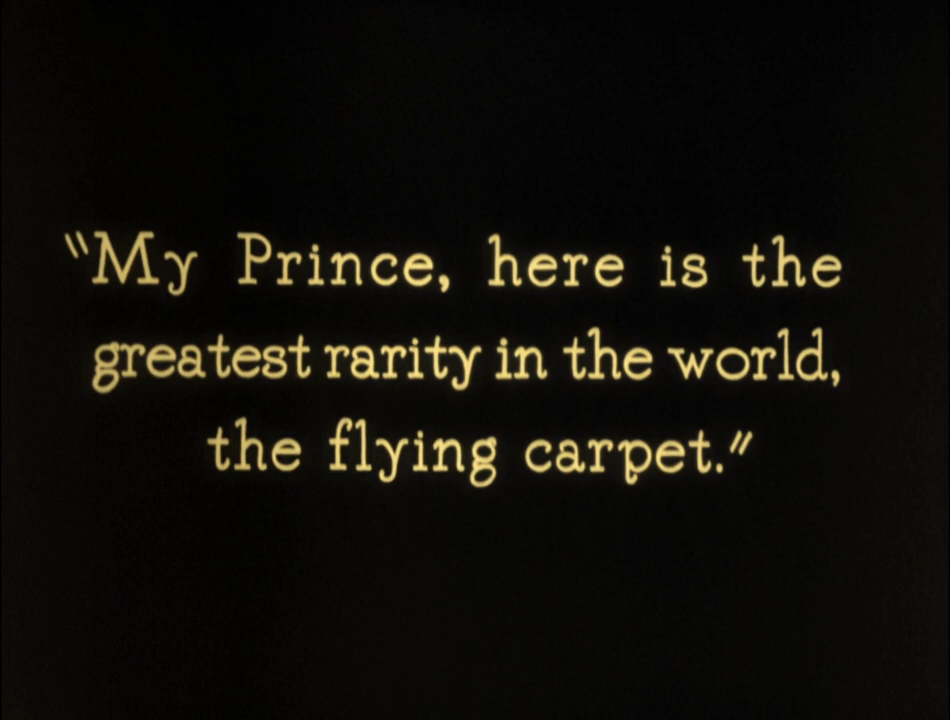 "My Prince, here is the
greatest rarity in the world,
the flying carpet."